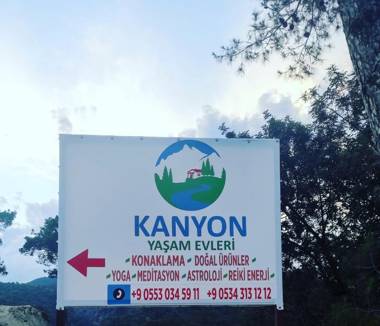 KANYON
YAŞAM EVLERİ
KONAKLAMA - DOĞAL ÜRÜNLER
YOGA - MEDİTASYON - ASTROLOJİ - REİKİ ENERJİ
+9 0553 034 59 11 +9 0534 313 12 12